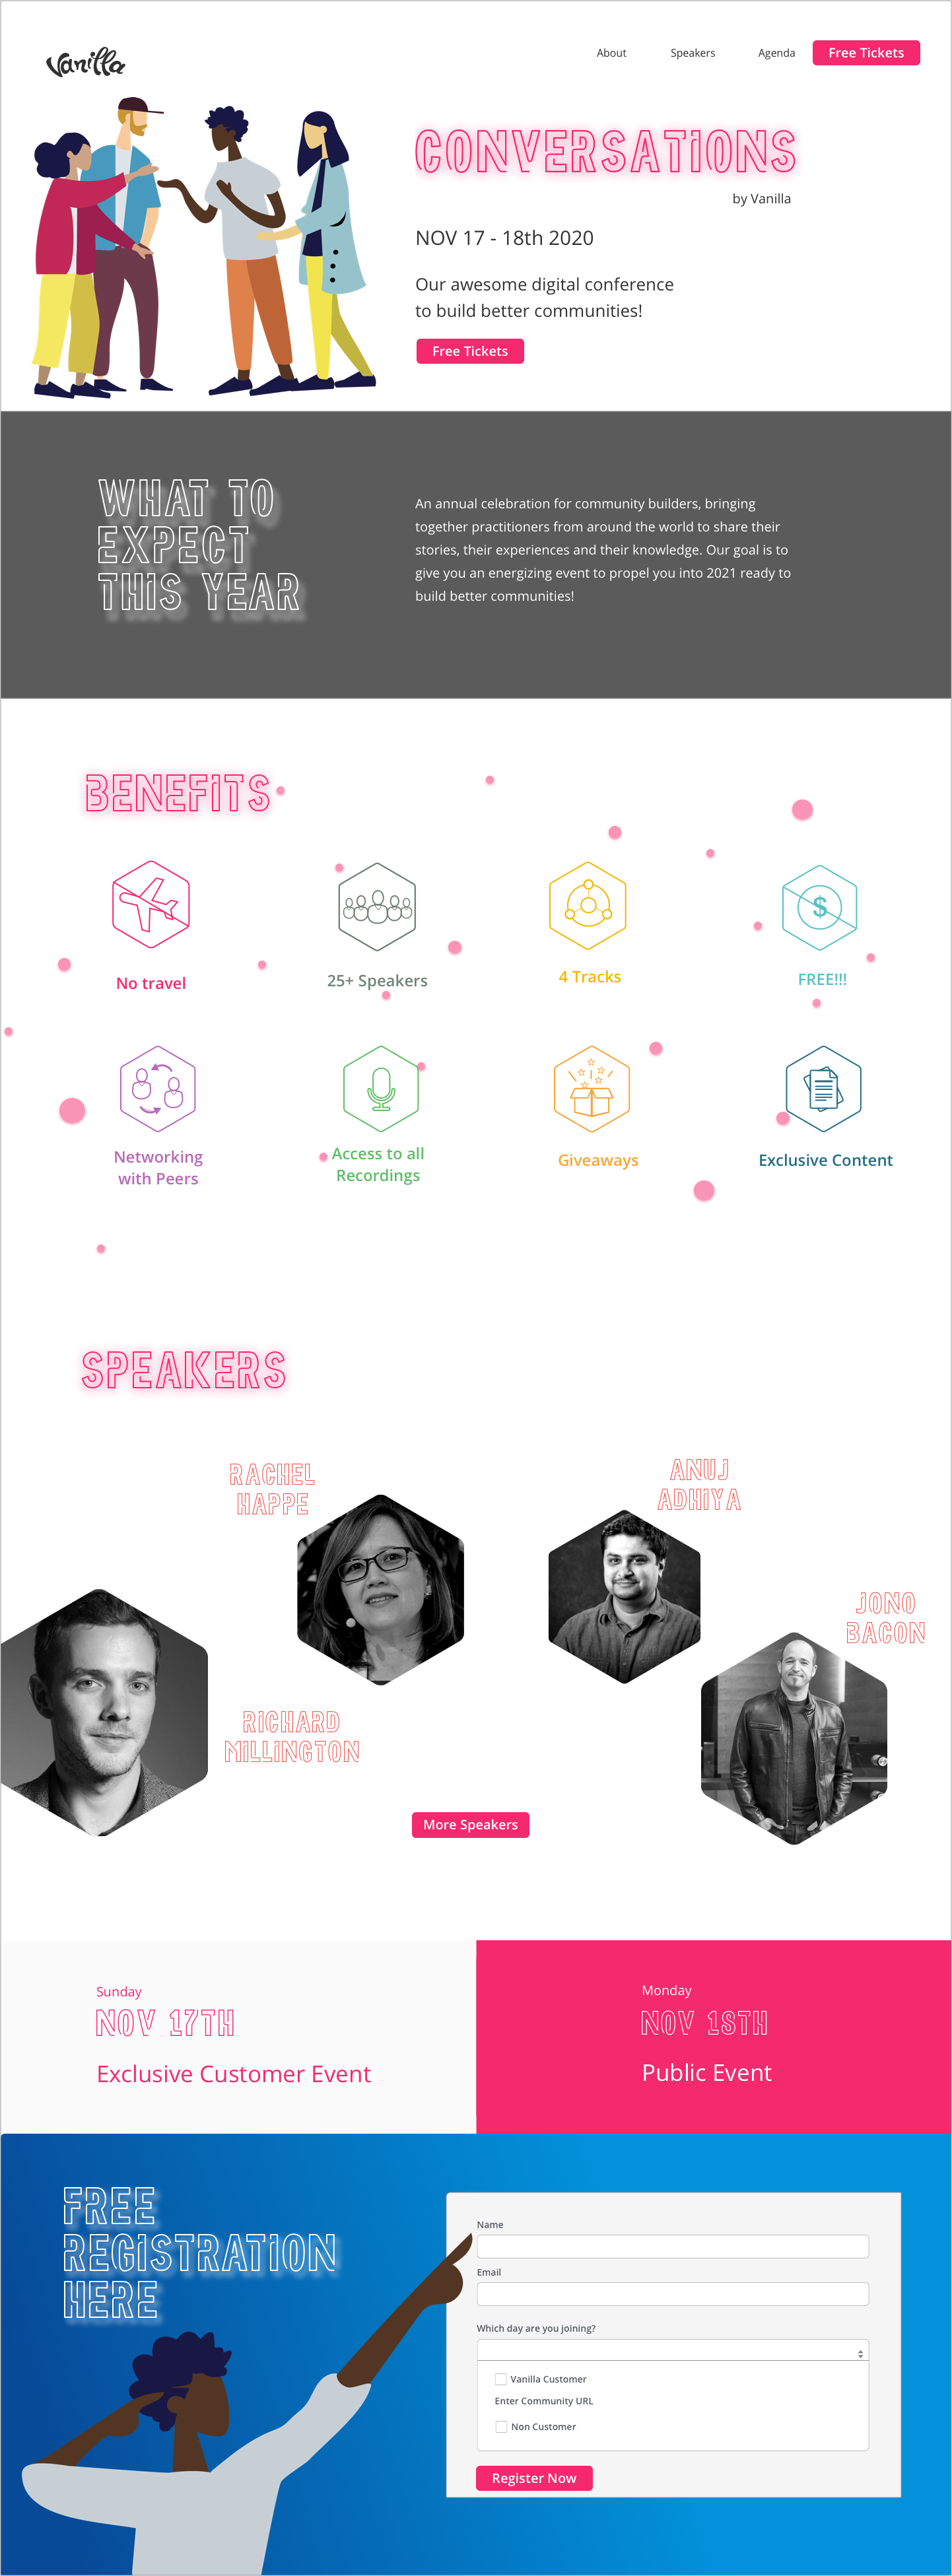 Vanilla
About
Speakers
Agenda
Free Tickets
CONVERSATIONS
by Vanilla
NOV 17 - 18th 2020
Our awesome digital conference
to build better communities!
Free Tickets
WHAT TO
EXPECT
THIS YEAR
An annual celebration for community builders, bringing
together practitioners from around the world to share their
stories, their experiences and their knowledge. Our goal is to
give you an energizing event to propel you into 2021 ready to
build better communities!
BENEFITS
$
No travel
25+ Speakers
4 Tracks
FREE!!!
Networking
with Peers
Access to all
Recordings
Giveaways
Exclusive Content
SPEAKERS
RACHEL
HAPPE
ANUJ
ADHIYA
JONO
BACON
RICHARD
MILLINGTON
More Speakers
Sunday
NOV 17TH
Exclusive Customer Event
Monday
NOV 18TH
Public Event
FREE
REGISTRATION
HERE
Name
Email
Which day are you joining?
Vanilla Customer
Enter Community URL
Non Customer
Register Now